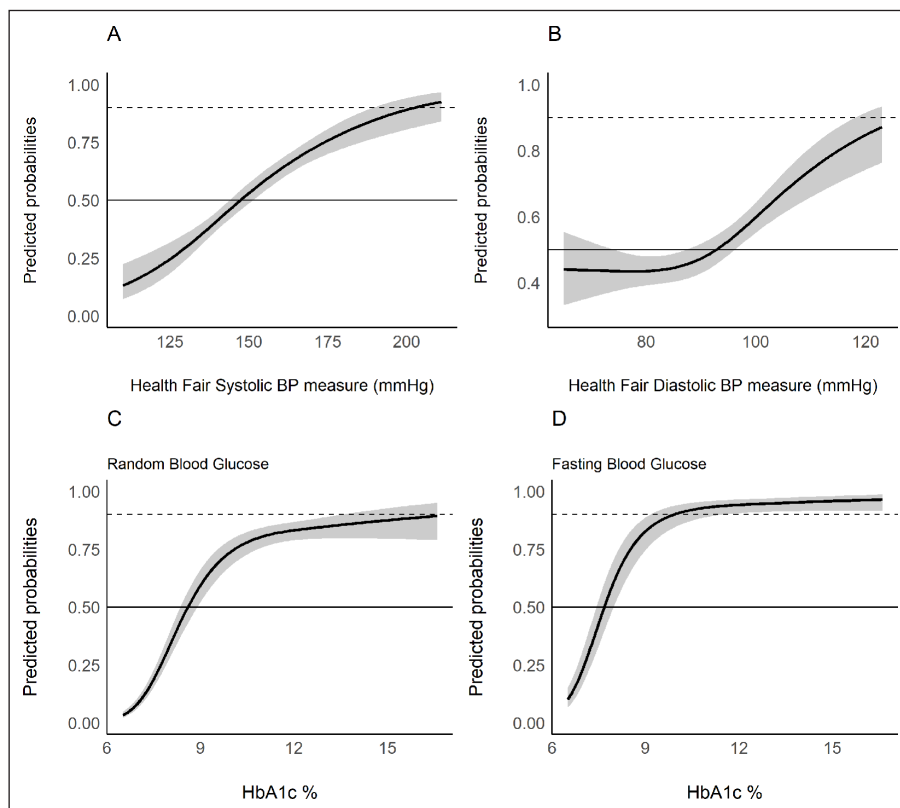 A
Predicted probabilities
1.00
0.75
0.50
0.25
0.00
125 150 175 200
Health Fair Systolic BP measure (mmHg)
B
Predicted probabilities
1.00
0.8
0.6
0.4
80 100 120
Health Fair Diastolic BP measure (mmHg)
C
Random Blood Glucose
Predicted probabilities
1.00
0.75
0.50
0.25
0.00
6 9 12 15
HbA1c %
D
Fasting Blood Glucose
Predicted probabilities
1.00
0.75
0.50
0.25
0.00
6 9 12 15
HbA1c %